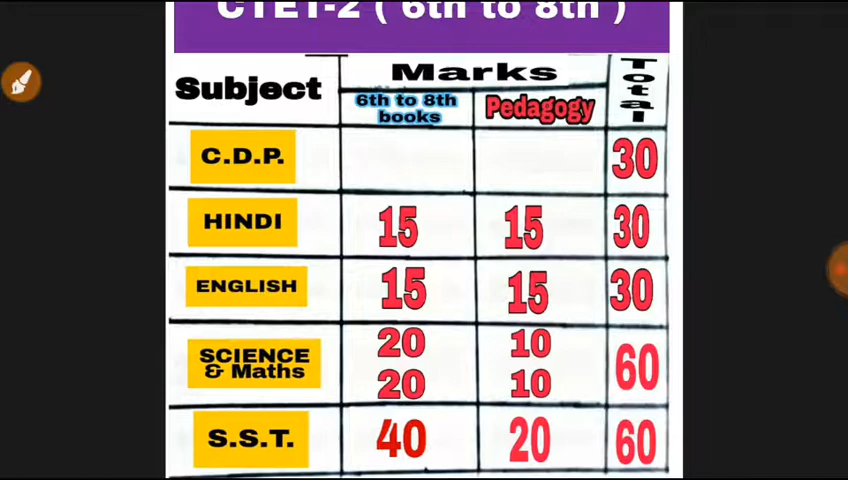 CTET-2 ( 6th to 8th )
Subject
Marks
Total
6th to 8th
books
Pedagogy
C.D.P.
30
HINDI
15
15
30
ENGLISH
15
15
30
SCIENCE
& Maths
20
10
20
10
60
S.S.T.
40
20
60